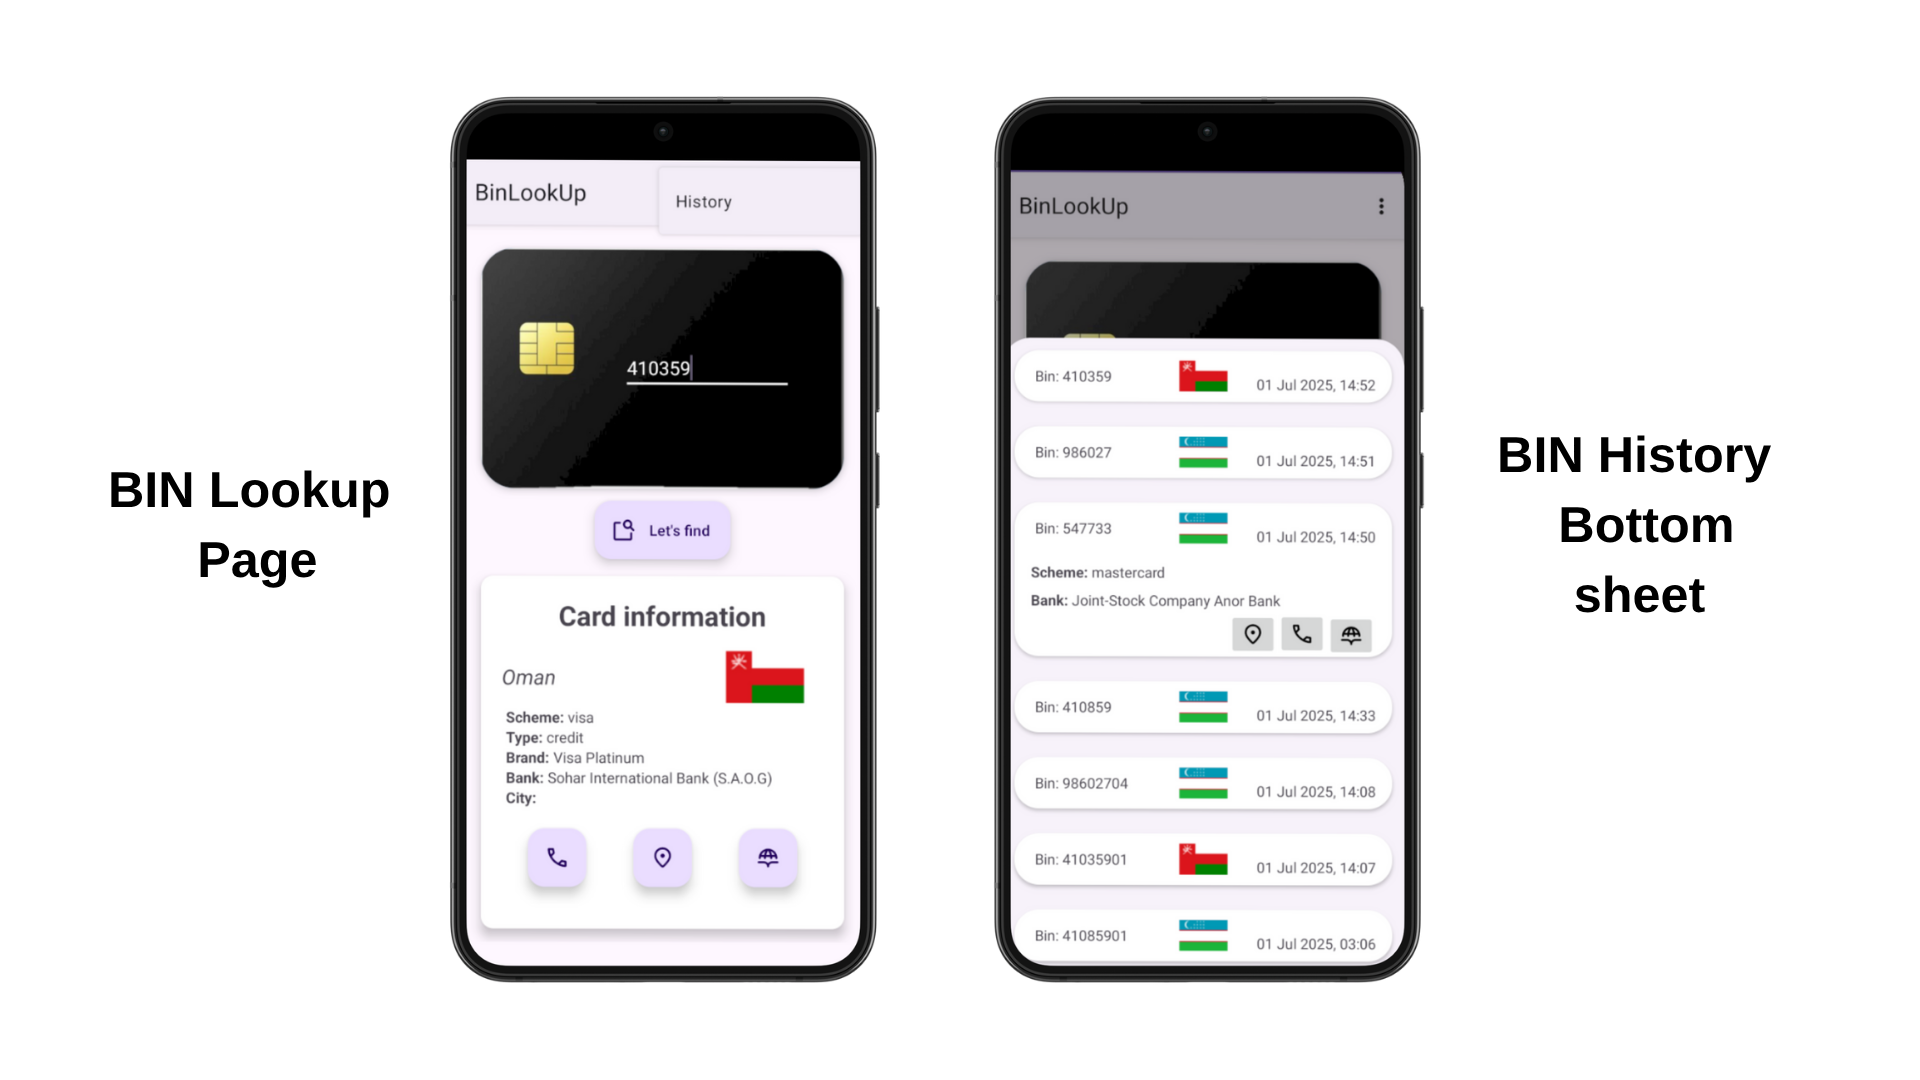 BIN Lookup
Page
BinLookUp
History
410359
Let's find
Card information
Oman
Scheme: visa
Type: credit
Brand: Visa Platinum
Bank: Sohar International Bank (S.A.O.G)
City:
BinLookUp
Bin: 410359 01 Jul 2025, 14:52
Bin: 986027 01 Jul 2025, 14:51
Bin: 547733 01 Jul 2025, 14:50
Scheme: mastercard
Bank: Joint-Stock Company Anor Bank
Bin: 410859 01 Jul 2025, 14:33
Bin: 98602704 01 Jul 2025, 14:08
Bin: 41035901 01 Jul 2025, 14:07
Bin: 41085901 01 Jul 2025, 03:06
BIN History
Bottom
sheet